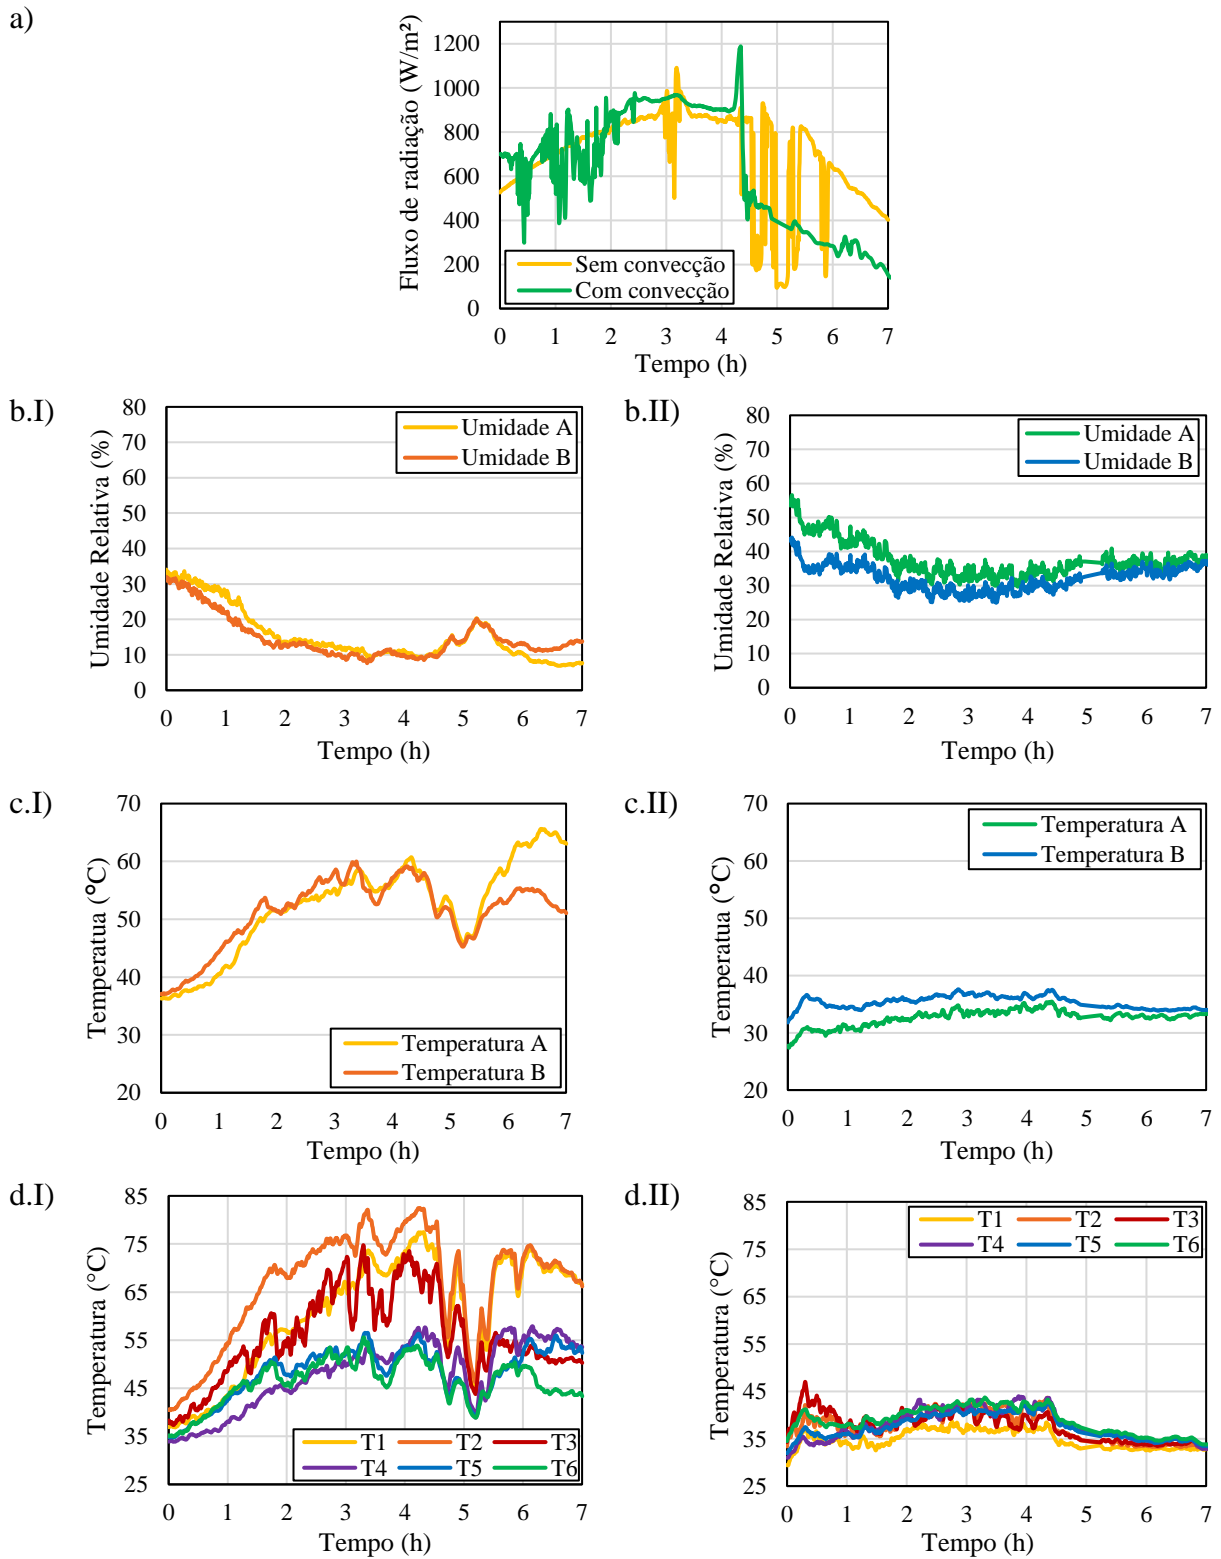 a)
Fluxo de radiação (W/m²)
1200
1000
800
600
400
200
0
Sem convecção
Com convecção
0 1 2 3 4 5 6 7
Tempo (h)
b.I)
Umidade Relativa (%)
80
70
60
50
40
30
20
10
0
Umidade A
Umidade B
0 1 2 3 4 5 6 7
Tempo (h)
b.II)
Umidade Relativa (%)
80
70
60
50
40
30
20
10
0
Umidade A
Umidade B
0 1 2 3 4 5 6 7
Tempo (h)
c.I)
Temperatua (°C)
70
60
50
40
30
20
Temperatura A
Temperatura B
0 1 2 3 4 5 6 7
Tempo (h)
c.II)
Temperatua (°C)
70
60
50
40
30
20
Temperatura A
Temperatura B
0 1 2 3 4 5 6 7
Tempo (h)
d.I)
Temperatura (°C)
85
75
65
55
45
35
25
T1 T2 T3
T4 T5 T6
0 1 2 3 4 5 6 7
Tempo (h)
d.II)
Temperatura (°C)
85
75
65
55
45
35
25
T1 T2 T3
T4 T5 T6
0 1 2 3 4 5 6 7
Tempo (h)